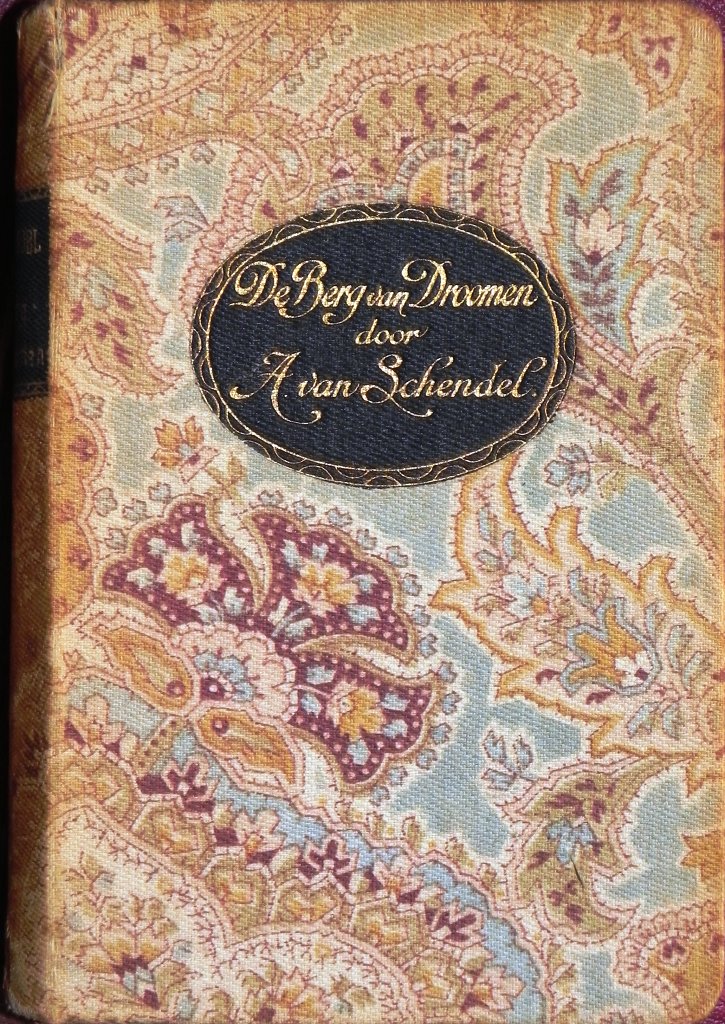 De Berg van Droomen
door
A. van Schendel.